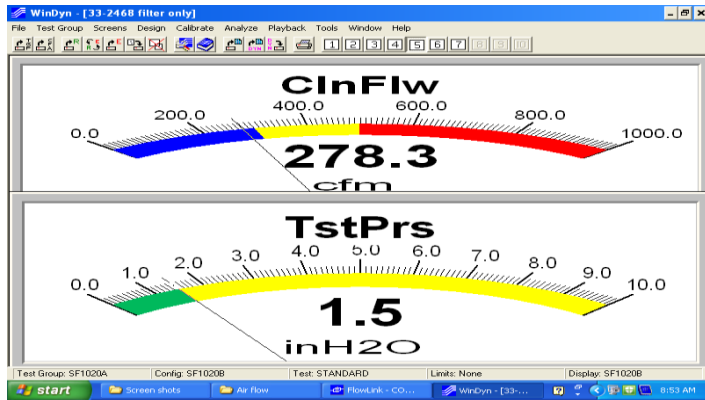 WinDyn - [33-2468 filter only]
File Test Group Screens Design Calibrate Analyze Playback Tools Window Help
1 2 3 4 5 6 7 8 9 10
ClnFlw
0.0 200.0 400.0 600.0 800.0 1000.0
278.3
cfm
TstPrs
0.0 1.0 2.0 3.0 4.0 5.0 6.0 7.0 8.0 9.0 10.0
1.5
inH2O
Test Group: SF1020A Config: SF1020B Test: STANDARD Limits: None Display: SF1020B
start Screen shots Air flow FlowLink - CO... WinDyn - [33-... 8:53 AM